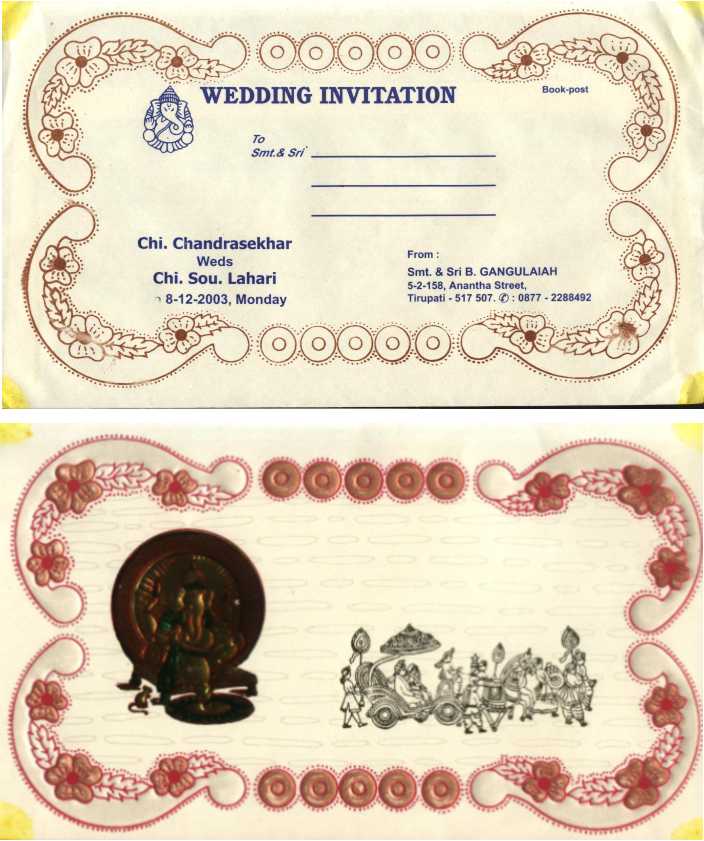 WEDDING INVITATION
Book-post
To
Smt.& Sri
Chi. Chandrasekhar
Weds
Chi. Sou. Lahari
8-12-2003, Monday
From :
Smt. & Sri B. GANGULAIAH
5-2-158, Anantha Street,
Tirupati - 517 507. ✆ : 0877 - 2288492